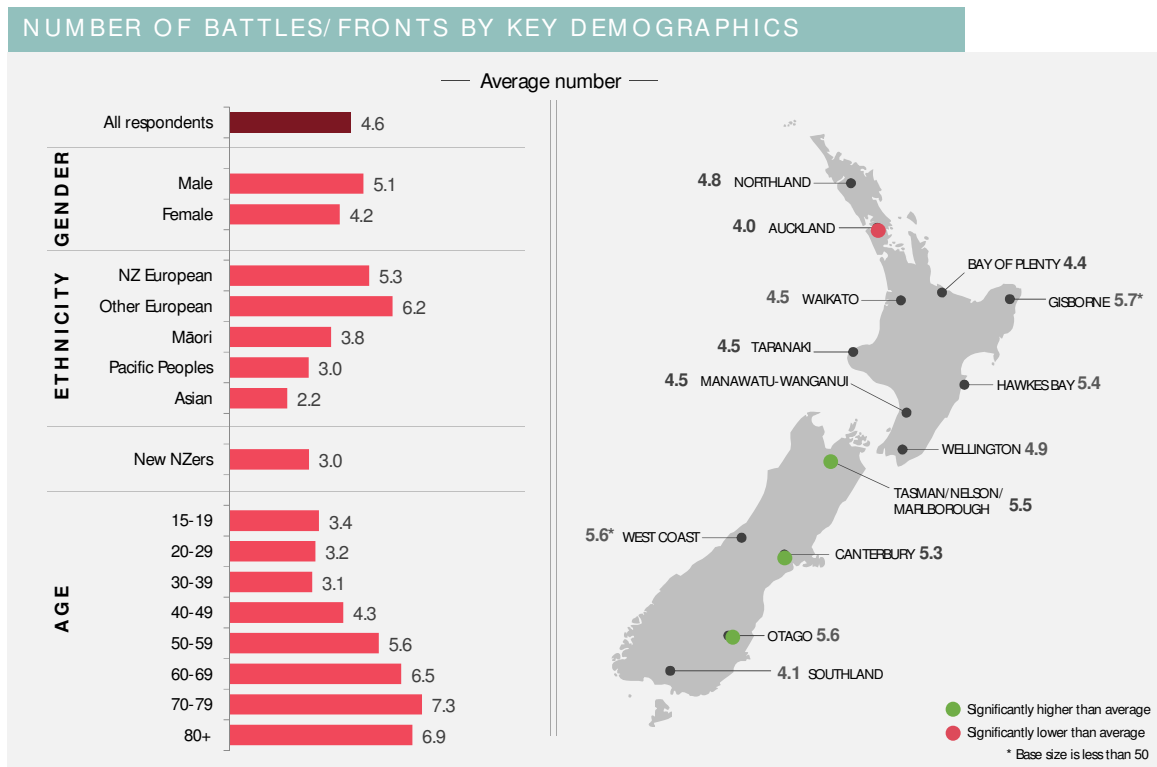 NUMBER OF BATTLES/FRONTS BY KEY DEMOGRAPHICS
Average number
All respondents 4.6
GENDER
Male 5.1
Female 4.2
ETHNICITY
NZ European 5.3
Other European 6.2
Māori 3.8
Pacific Peoples 3.0
Asian 2.2
New NZers 3.0
AGE
15-19 3.4
20-29 3.2
30-39 3.1
40-49 4.3
50-59 5.6
60-69 6.5
70-79 7.3
80+ 6.9
4.8 NORTHLAND
4.0 AUCKLAND
BAY OF PLENTY 4.4
4.5 WAIKATO
GISBORNE 5.7*
4.5 TARANAKI
4.5 MANAWATU-WANGANUI
HAWKES BAY 5.4
WELLINGTON 4.9
TASMAN/NELSON/
MARLBOROUGH 5.5
5.6* WEST COAST
CANTERBURY 5.3
OTAGO 5.6
4.1 SOUTHLAND
Significantly higher than average
Significantly lower than average
* Base size is less than 50